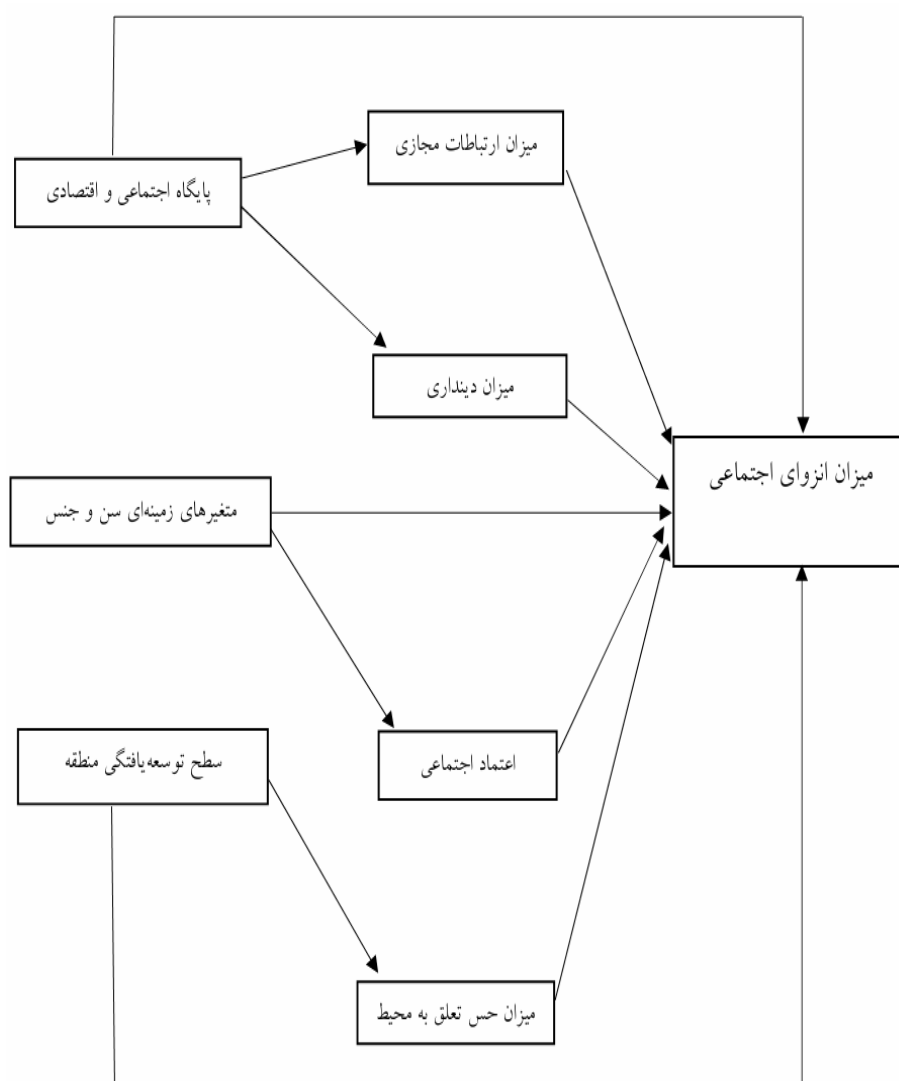 میزان ارتباطات مجازی
پایگاه اجتماعی و اقتصادی
میزان دینداری
میزان انزوای اجتماعی
متغیرهای زمینه‌ای سن و جنس
سطح توسعه‌یافتگی منطقه
اعتماد اجتماعی
میزان حس تعلق به محیط